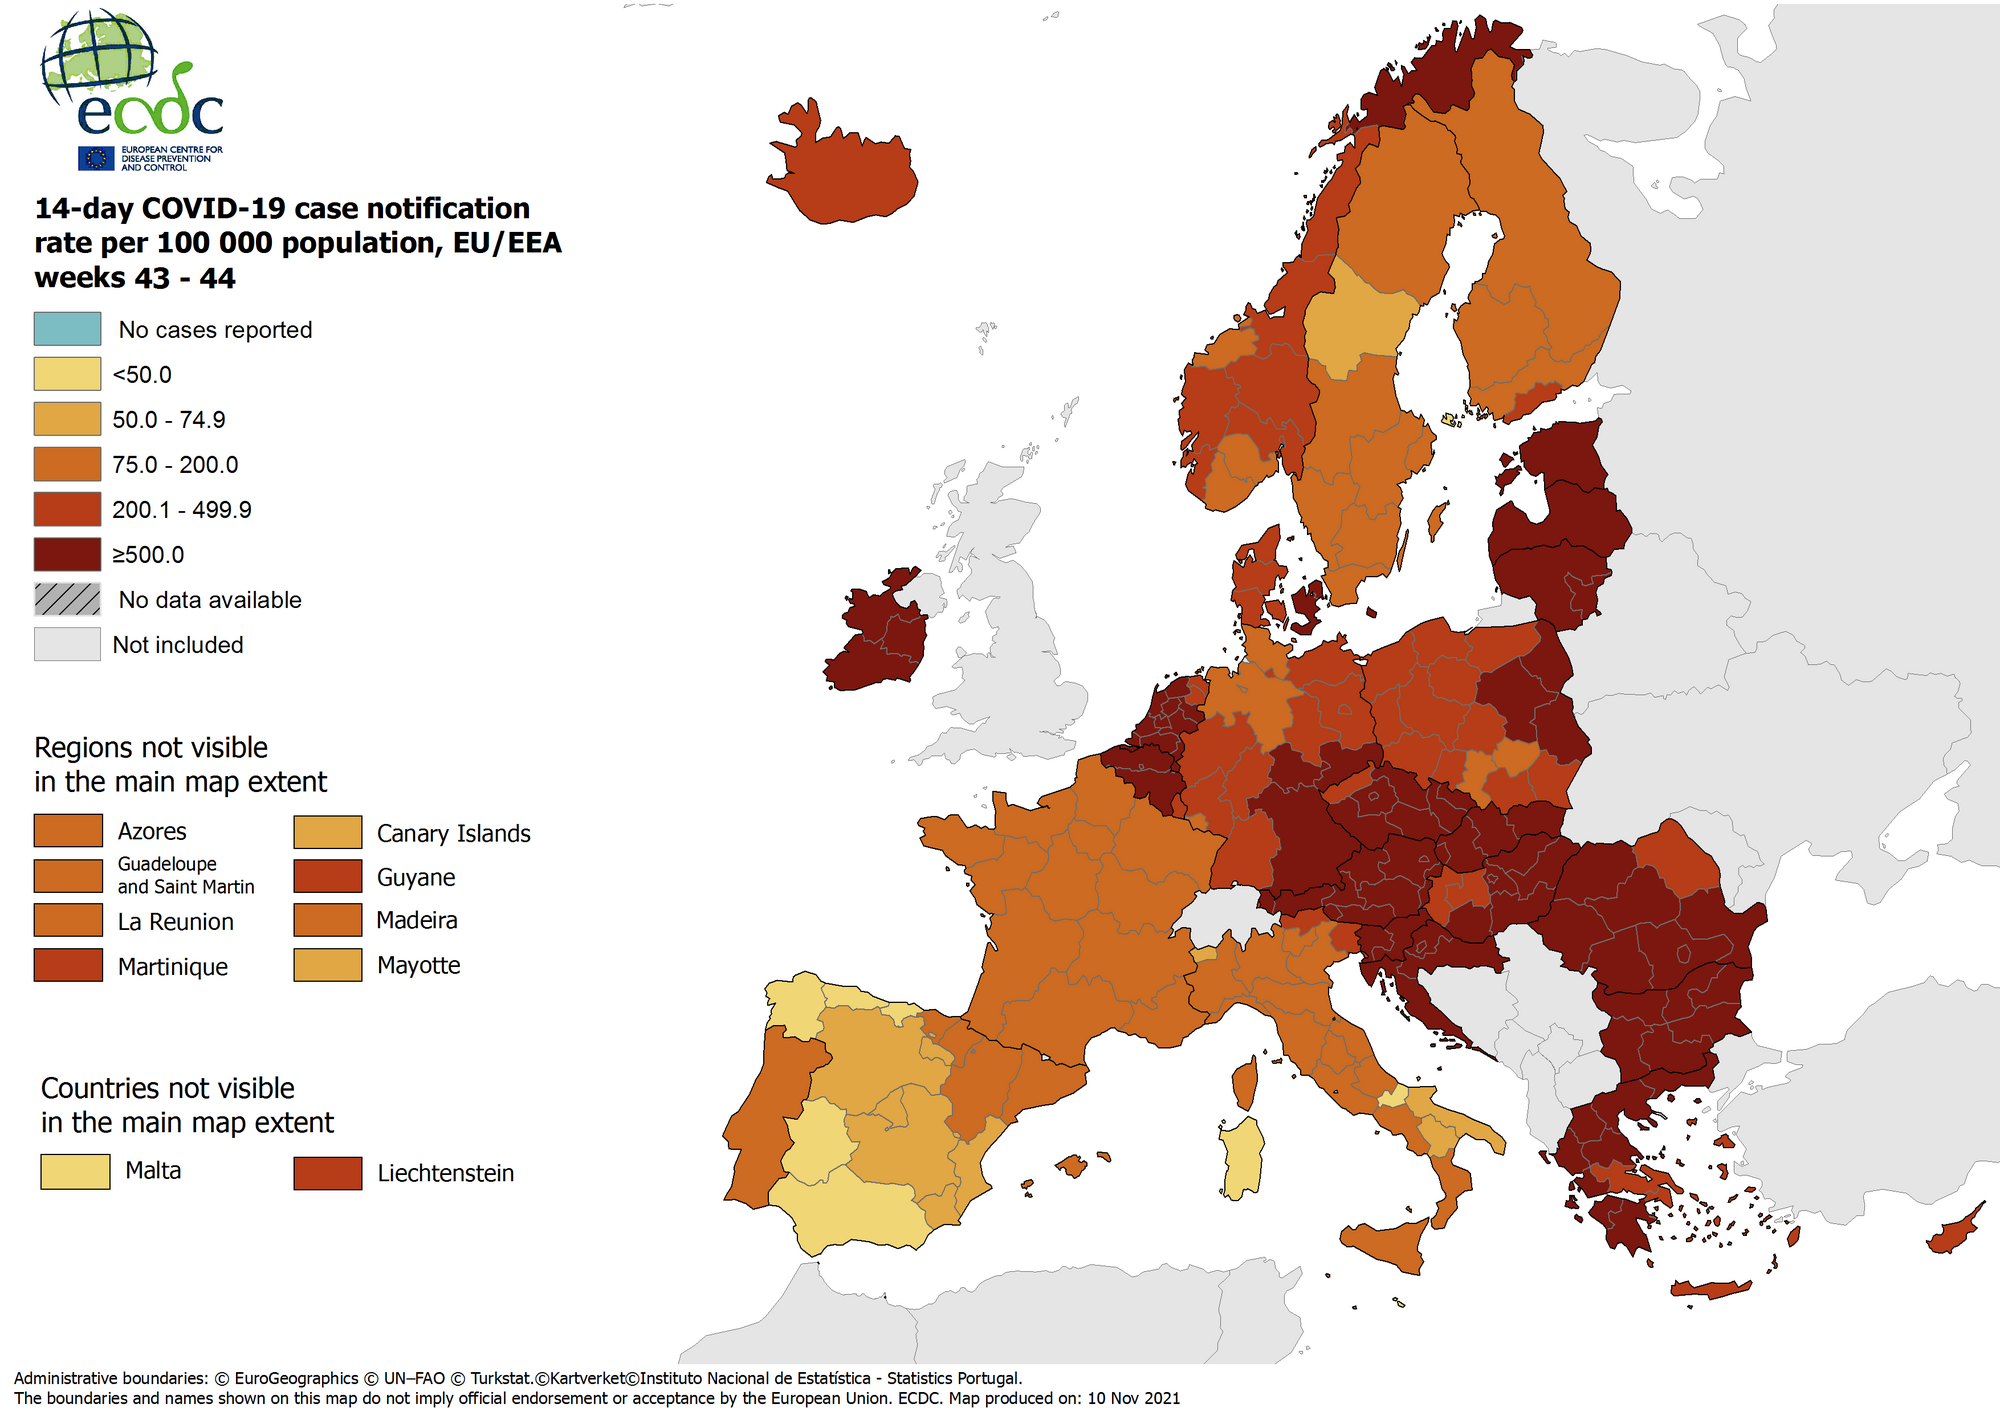 ecdc
EUROPEAN CENTRE FOR
DISEASE PREVENTION
AND CONTROL
14-day COVID-19 case notification
rate per 100 000 population, EU/EEA
weeks 43 - 44
No cases reported
<50.0
50.0 - 74.9
75.0 - 200.0
200.1 - 499.9
≥500.0
No data available
Not included
Regions not visible
in the main map extent
Azores
Canary Islands
Guadeloupe
and Saint Martin
Guyane
La Reunion
Madeira
Martinique
Mayotte
Countries not visible
in the main map extent
Malta
Liechtenstein
Administrative boundaries: © EuroGeographics © UN–FAO © Turkstat.©Kartverket©Instituto Nacional de Estatística - Statistics Portugal.
The boundaries and names shown on this map do not imply official endorsement or acceptance by the European Union. ECDC. Map produced on: 10 Nov 2021